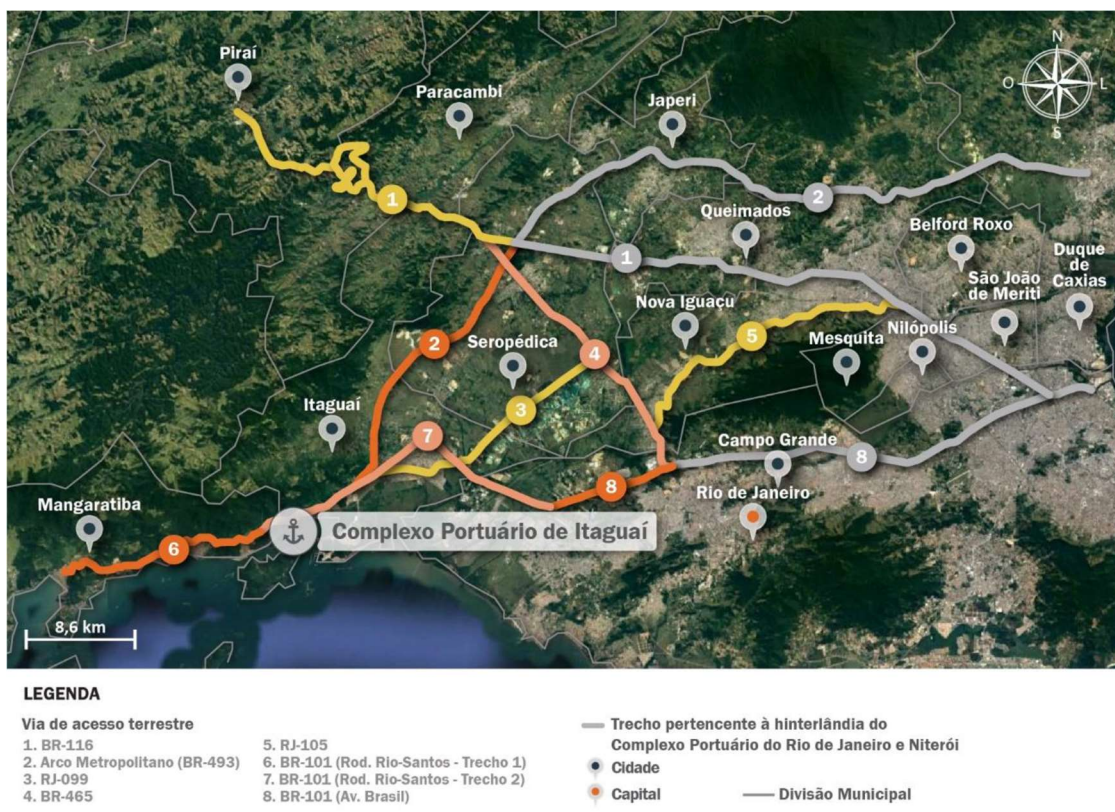 N
O
L
S
Piraí
Paracambi
Japeri
1
2
Queimados
Belford Roxo
Duque
de
Caxias
1
São João
de Meriti
Nova Iguaçu
5
Mesquita
Nilópolis
2
Seropédica
4
3
Itaguaí
7
Campo Grande
8
8
Rio de Janeiro
Mangaratiba
6
Complexo Portuário de Itaguaí
8,6 km
LEGENDA
Via de acesso terrestre
1. BR-116
2. Arco Metropolitano (BR-493)
3. RJ-099
4. BR-465
5. RJ-105
6. BR-101 (Rod. Rio-Santos - Trecho 1)
7. BR-101 (Rod. Rio-Santos - Trecho 2)
8. BR-101 (Av. Brasil)
Trecho pertencente à hinterlândia do
Complexo Portuário do Rio de Janeiro e Niterói
Cidade
Capital
Divisão Municipal